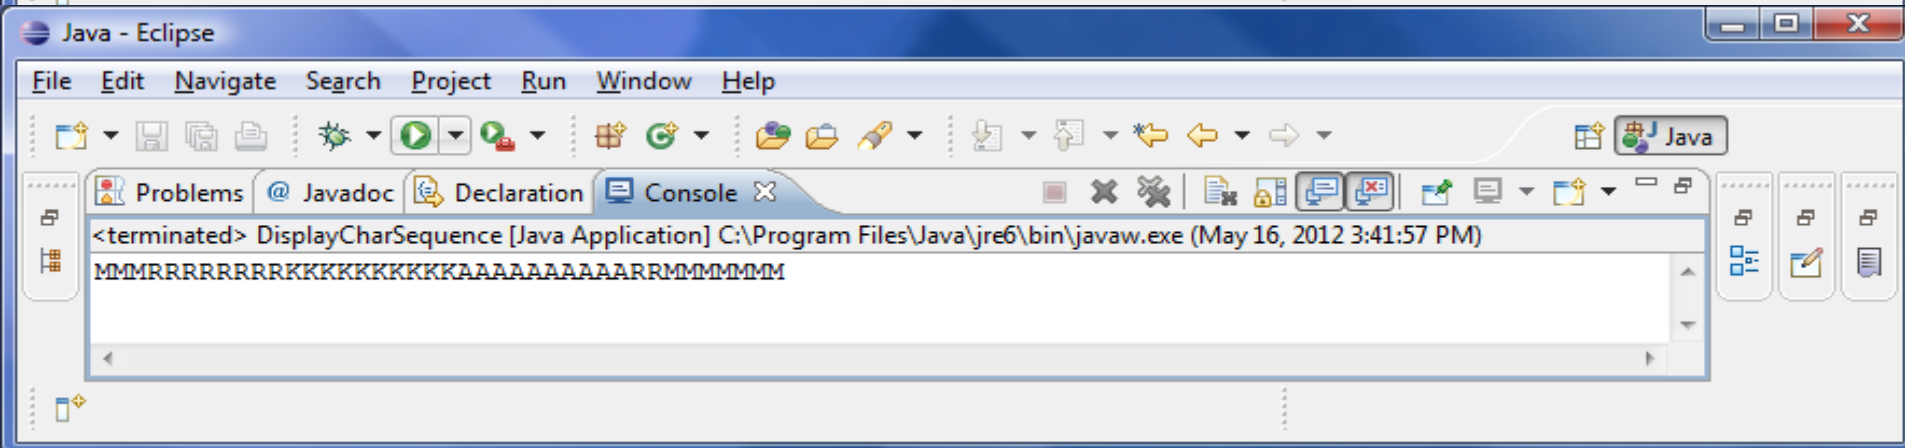 Java - Eclipse
File Edit Navigate Search Project Run Window Help
Java
Problems @ Javadoc Declaration Console
<terminated> DisplayCharSequence [Java Application] C:\Program Files\Java\jre6\bin\javaw.exe (May 16, 2012 3:41:57 PM)
MMMRRRRRRRRKKKKKKKKKKAAAAAAAAAARRMMMMMMM